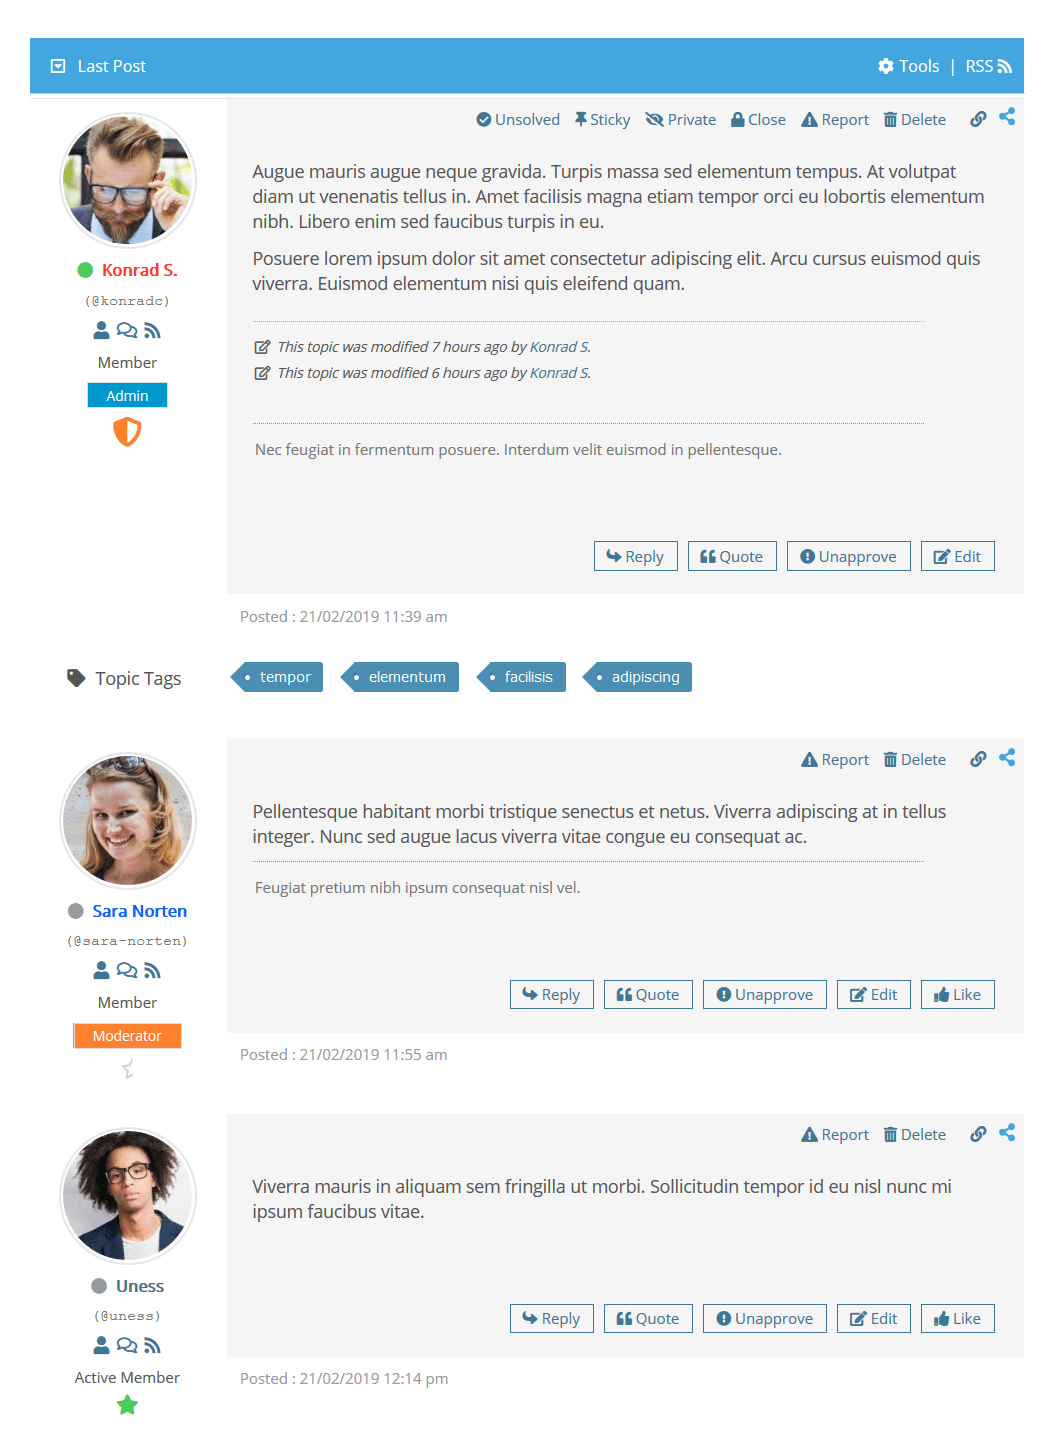 Last Post
Tools | RSS
Unsolved Sticky Private Close Report Delete
Augue mauris augue neque gravida. Turpis massa sed elementum tempus. At volutpat
diam ut venenatis tellus in. Amet facilisis magna etiam tempor orci eu lobortis elementum
nibh. Libero enim sed faucibus turpis in eu.
Posuere lorem ipsum dolor sit amet consectetur adipiscing elit. Arcu cursus euismod quis
viverra. Euismod elementum nisi quis eleifend quam.
Konrad S.
(@konradc)
Member
Admin
This topic was modified 7 hours ago by Konrad S.
This topic was modified 6 hours ago by Konrad S.
Nec feugiat in fermentum posuere. Interdum velit euismod in pellentesque.
Reply Quote Unapprove Edit
Posted : 21/02/2019 11:39 am
Topic Tags tempor elementum facilisis adipiscing
Report Delete
Pellentesque habitant morbi tristique senectus et netus. Viverra adipiscing at in tellus
integer. Nunc sed augue lacus viverra vitae congue eu consequat ac.
Feugiat pretium nibh ipsum consequat nisl vel.
Sara Norten
(@sara-norten)
Member
Moderator
Reply Quote Unapprove Edit Like
Posted : 21/02/2019 11:55 am
Report Delete
Viverra mauris in aliquam sem fringilla ut morbi. Sollicitudin tempor id eu nisl nunc mi
ipsum faucibus vitae.
Uness
(@uness)
Active Member
Reply Quote Unapprove Edit Like
Posted : 21/02/2019 12:14 pm